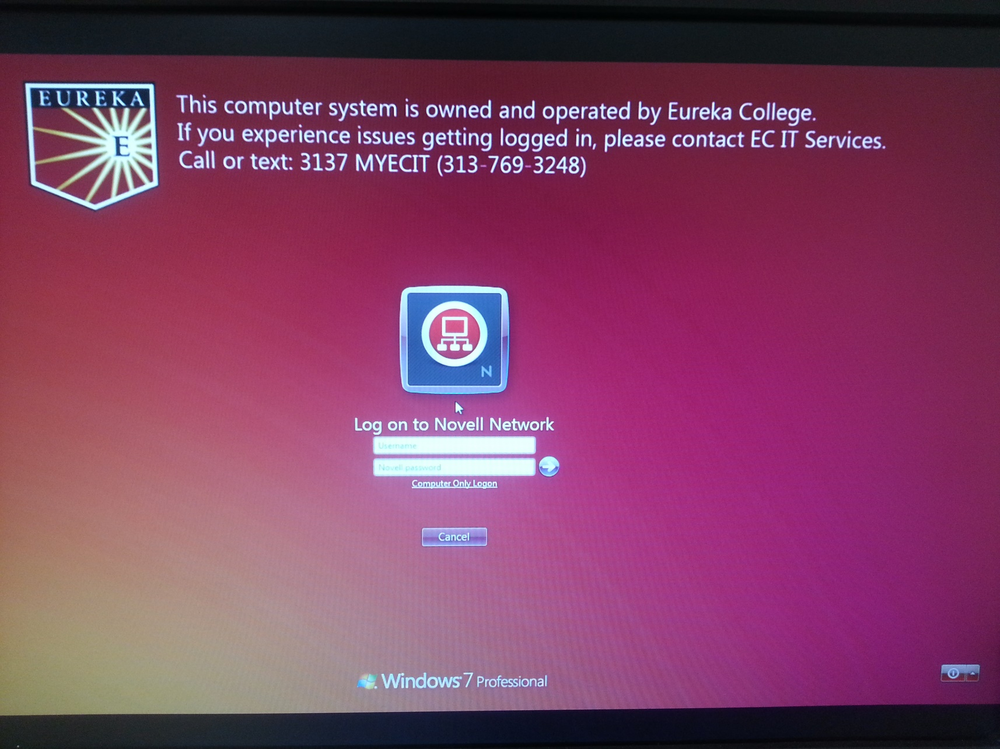 EUREKA
E
This computer system is owned and operated by Eureka College.
If you experience issues getting logged in, please contact EC IT Services.
Call or text: 3137 MYECIT (313-769-3248)
N
Log on to Novell Network
Username
Novell password
Computer Only Logon
Cancel
Windows 7 Professional